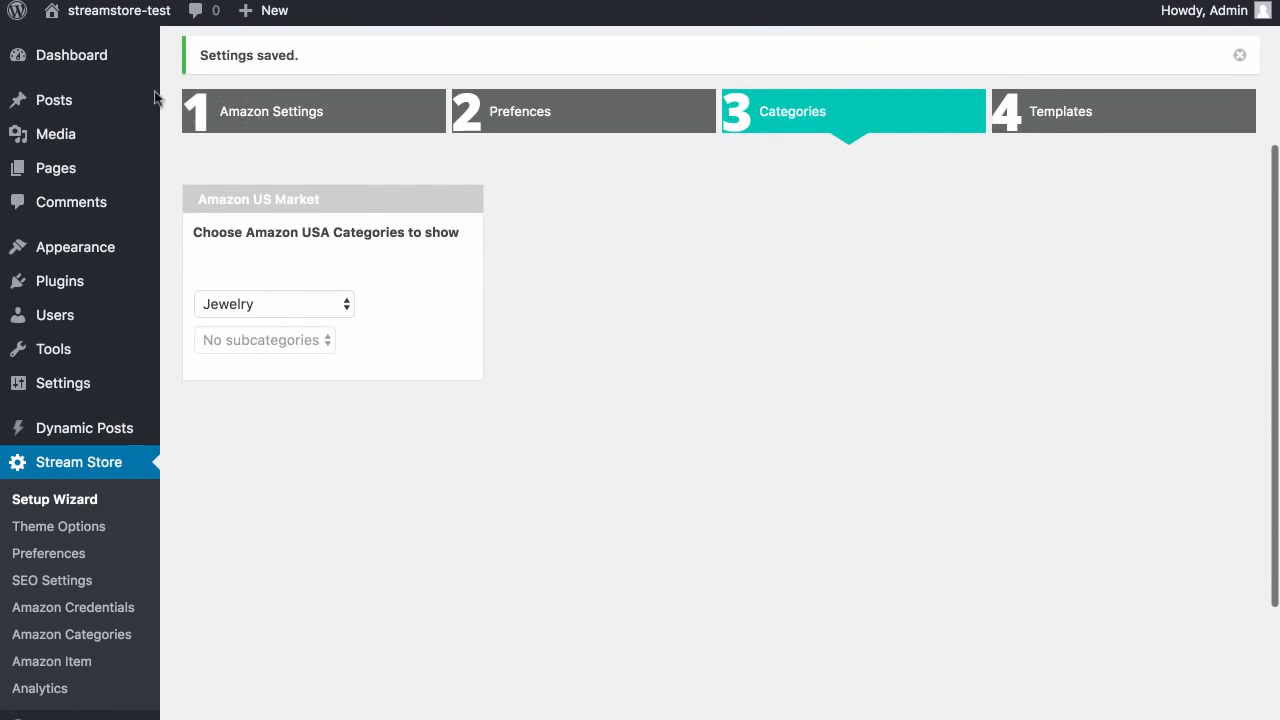 streamstore-test
0
New
Howdy, Admin
Dashboard
Posts
Media
Pages
Comments
Appearance
Plugins
Users
Tools
Settings
Dynamic Posts
Stream Store
Setup Wizard
Theme Options
Preferences
SEO Settings
Amazon Credentials
Amazon Categories
Amazon Item
Analytics
Settings saved.
1 Amazon Settings
2 Prefences
3 Categories
4 Templates
Amazon US Market
Choose Amazon USA Categories to show
Jewelry
No subcategories